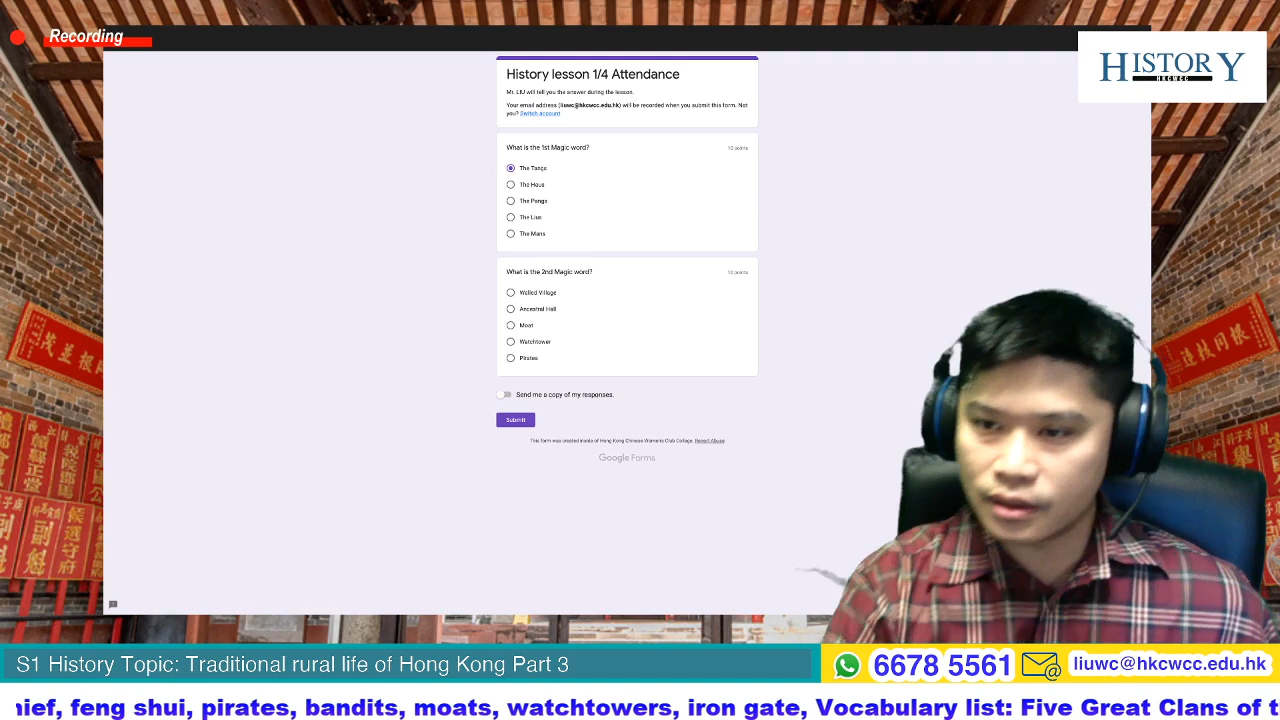 Recording
HISTORY
HKCWCC
History lesson 1/4 Attendance
Mr. LIU will tell you the answer during the lesson.
Your email address (liuwc@hkcwcc.edu.hk) will be recorded when you submit this form. Not
you? Switch account
What is the 1st Magic word?
10 points
The Tangs
The Haus
The Pangs
The Lius
The Mans
What is the 2nd Magic word?
10 points
Walled Village
Ancestral Hall
Moat
Watchtower
Pirates
Send me a copy of my responses.
Submit
This form was created inside of Hong Kong Chinese Womens Club College. Report Abuse
Google Forms
S1 History Topic: Traditional rural life of Hong Kong Part 3
6678 5561
liuwc@hkcwcc.edu.hk
hief, feng shui, pirates, bandits, moats, watchtowers, iron gate, Vocabulary list: Five Great Clans of t